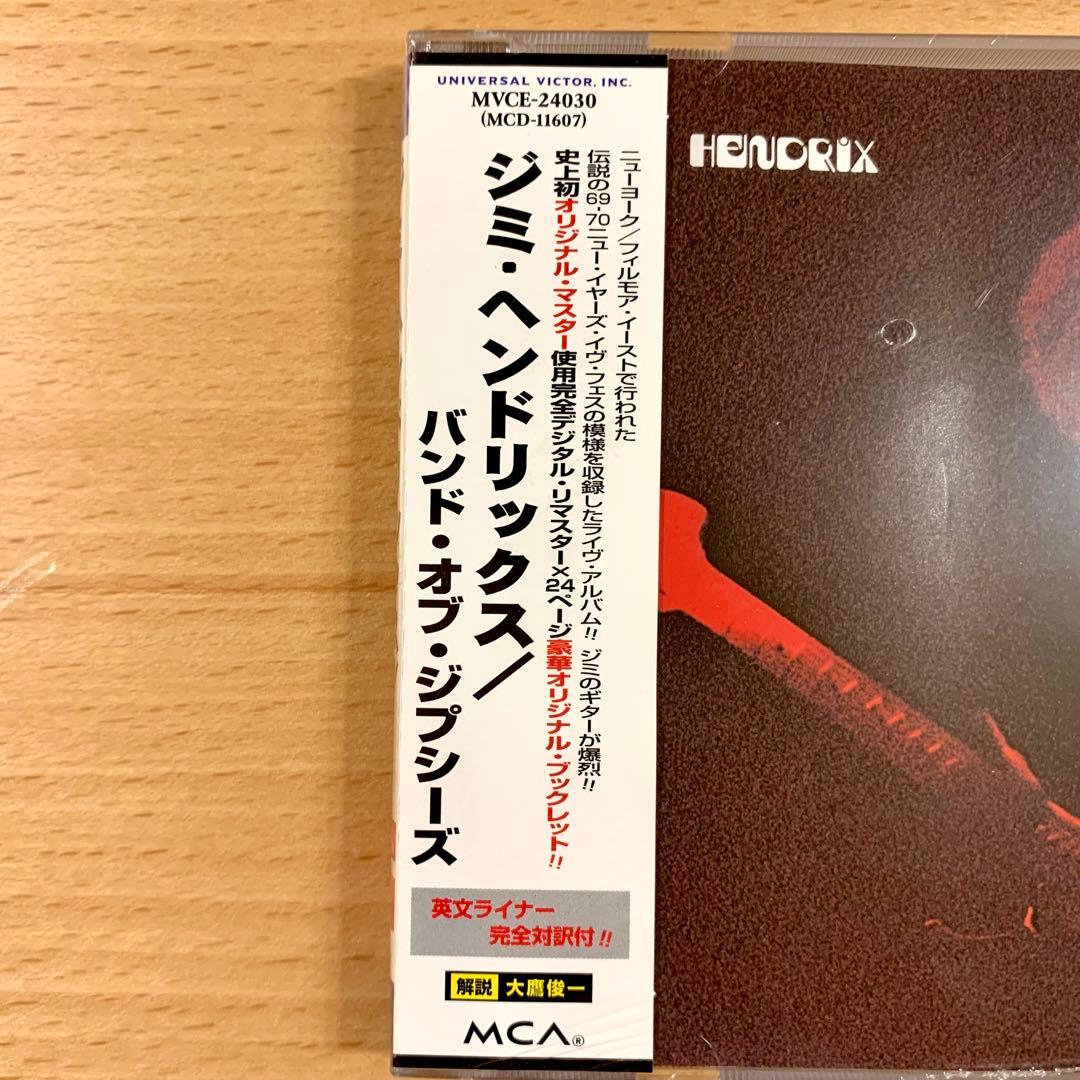 UNIVERSAL VICTOR, INC.
MVCE-24030
(MCD-11607)
ニューヨーク/フィルモア・イーストで行われた
伝説の69-70ニュー・イヤーズ・イヴ・フェスの模様を収録したライヴ・アルバム!! ジミのギターが爆烈!!
史上初オリジナル・マスター使用完全デジタル・リマスター×24ページ豪華オリジナル・ブックレット!!
ジミ・ヘンドリックス/
バンド・オブ・ジプシーズ
英文ライナー
完全対訳付!!
解説 大鷹俊一
MCA®
HENDRIX